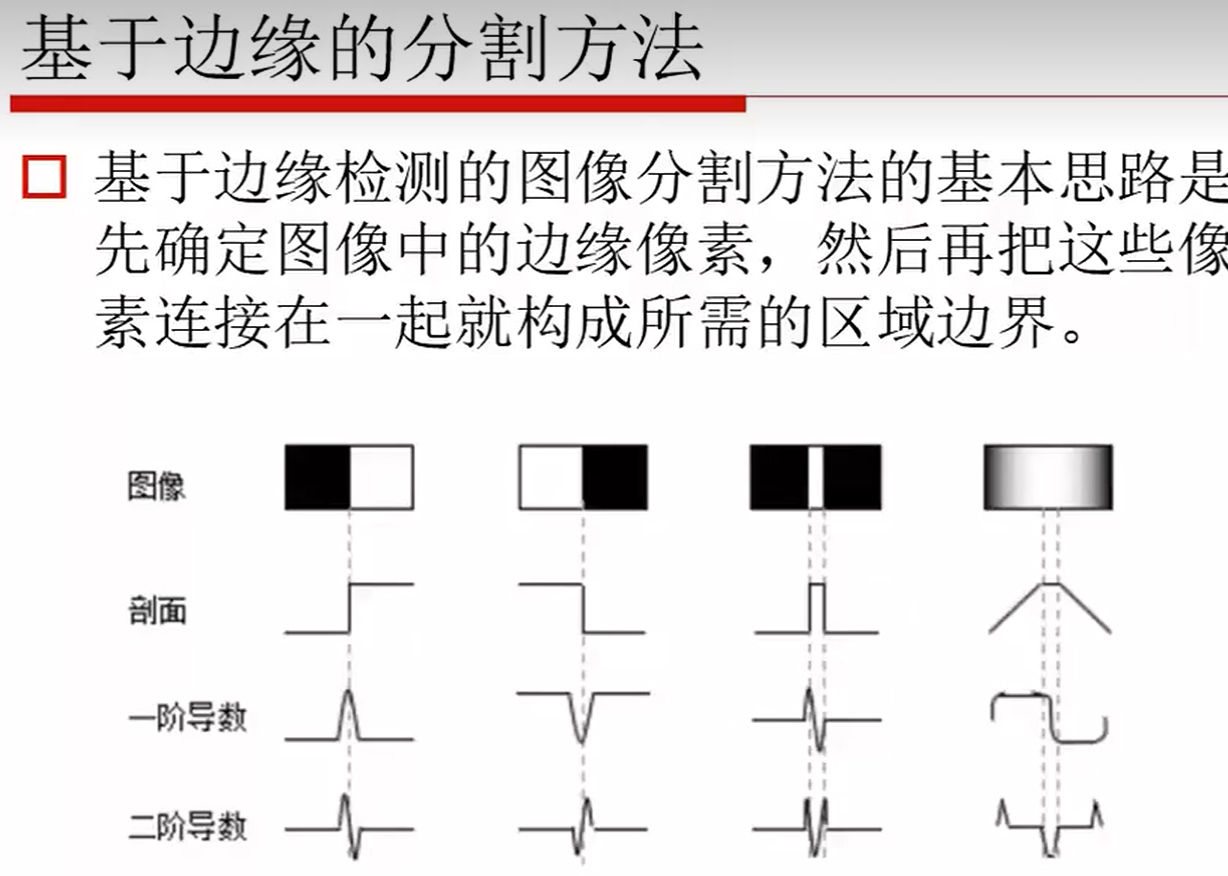 基于边缘的分割方法
基于边缘检测的图像分割方法的基本思路是
先确定图像中的边缘像素，然后再把这些像
素连接在一起就构成所需的区域边界。
图像
剖面
一阶导数
二阶导数